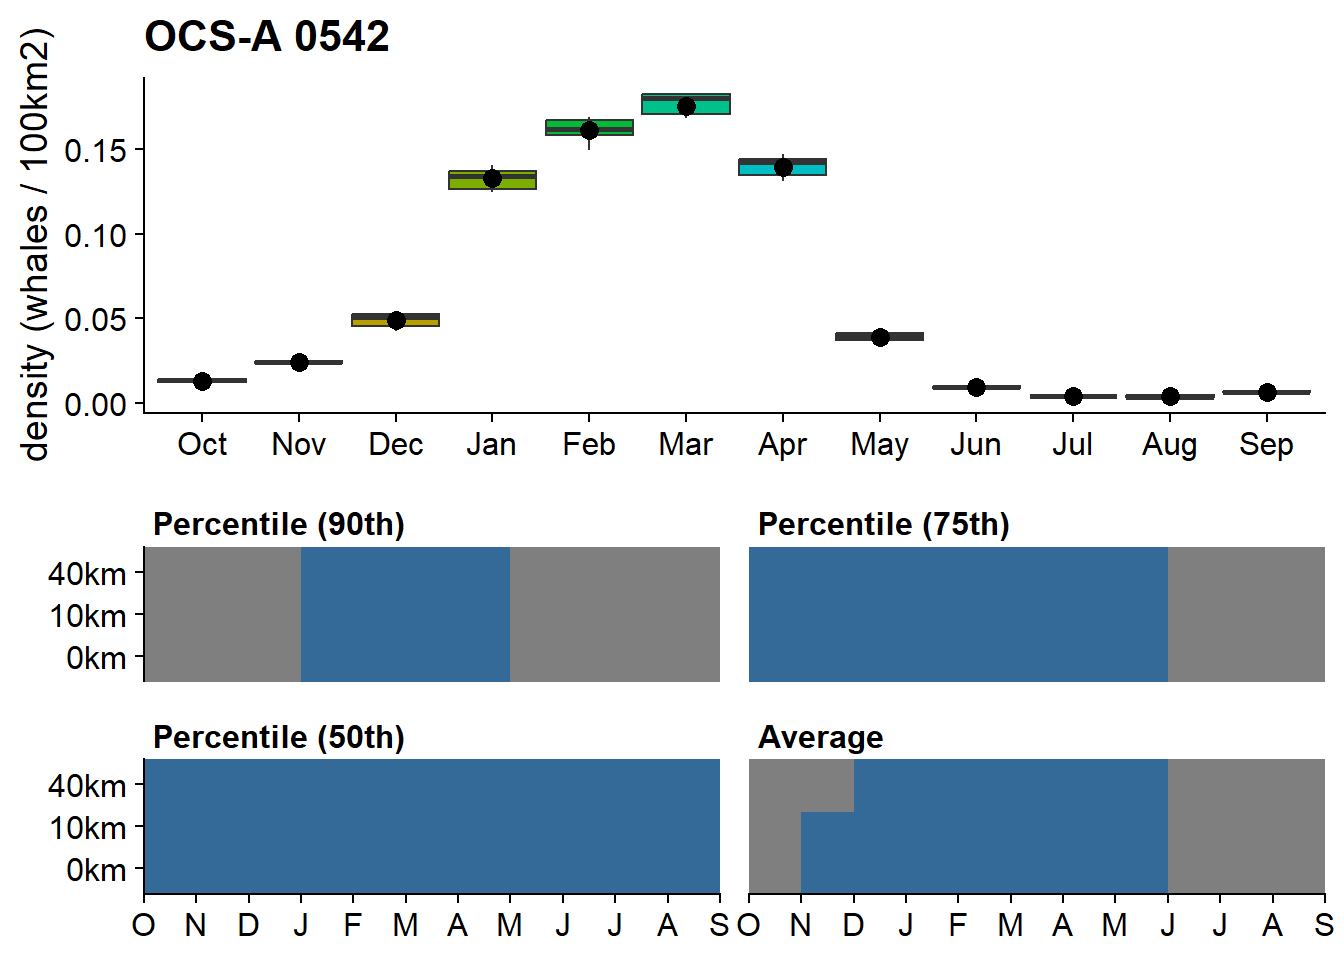 OCS-A 0542
density (whales / 100km2)
0.15
0.10
0.05
0.00
Oct Nov Dec Jan Feb Mar Apr May Jun Jul Aug Sep
Percentile (90th) Percentile (75th)
40km
10km
0km
Percentile (50th) Average
40km
10km
0km
O N D J F M A M J J A S O N D J F M A M J J A S